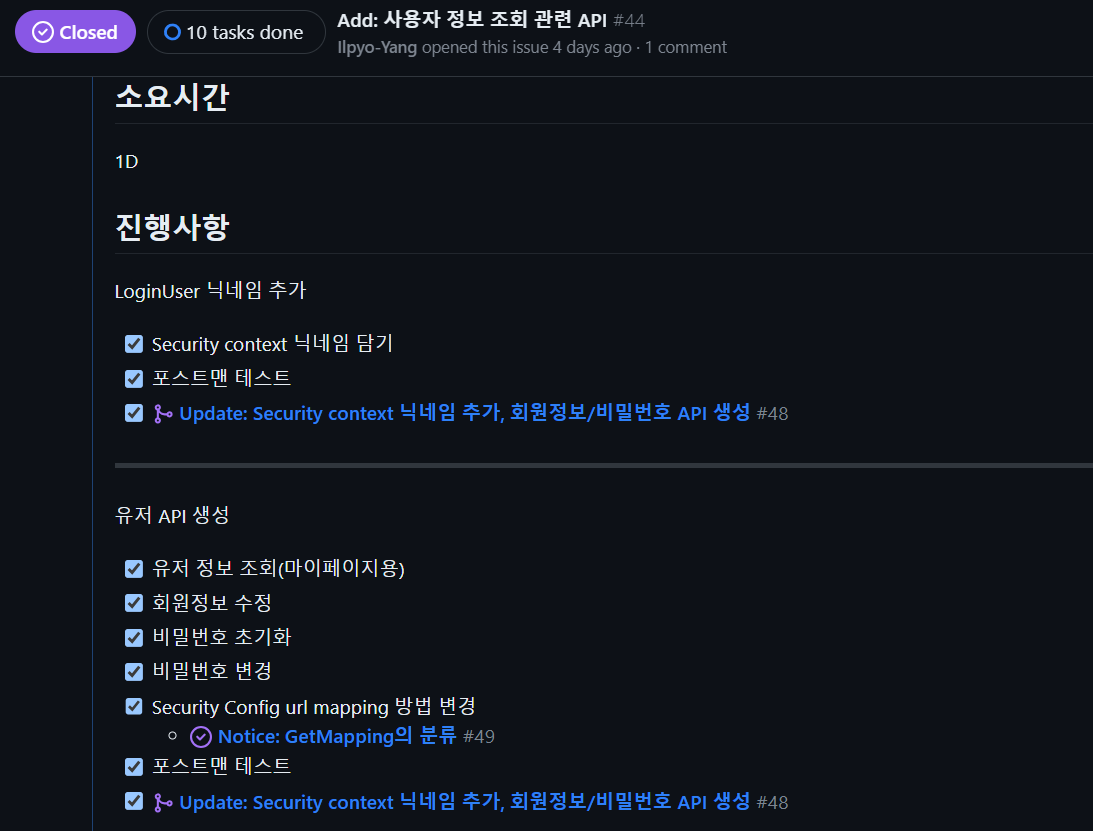 Closed
10 tasks done
Add: 사용자 정보 조회 관련 API #44
Ilpyo-Yang opened this issue 4 days ago · 1 comment
소요시간
1D
진행사항
LoginUser 닉네임 추가
Security context 닉네임 담기
포스트맨 테스트
Update: Security context 닉네임 추가, 회원정보/비밀번호 API 생성 #48
유저 API 생성
유저 정보 조회(마이페이지용)
회원정보 수정
비밀번호 초기화
비밀번호 변경
Security Config url mapping 방법 변경
Notice: GetMapping의 분류 #49
포스트맨 테스트
Update: Security context 닉네임 추가, 회원정보/비밀번호 API 생성 #48